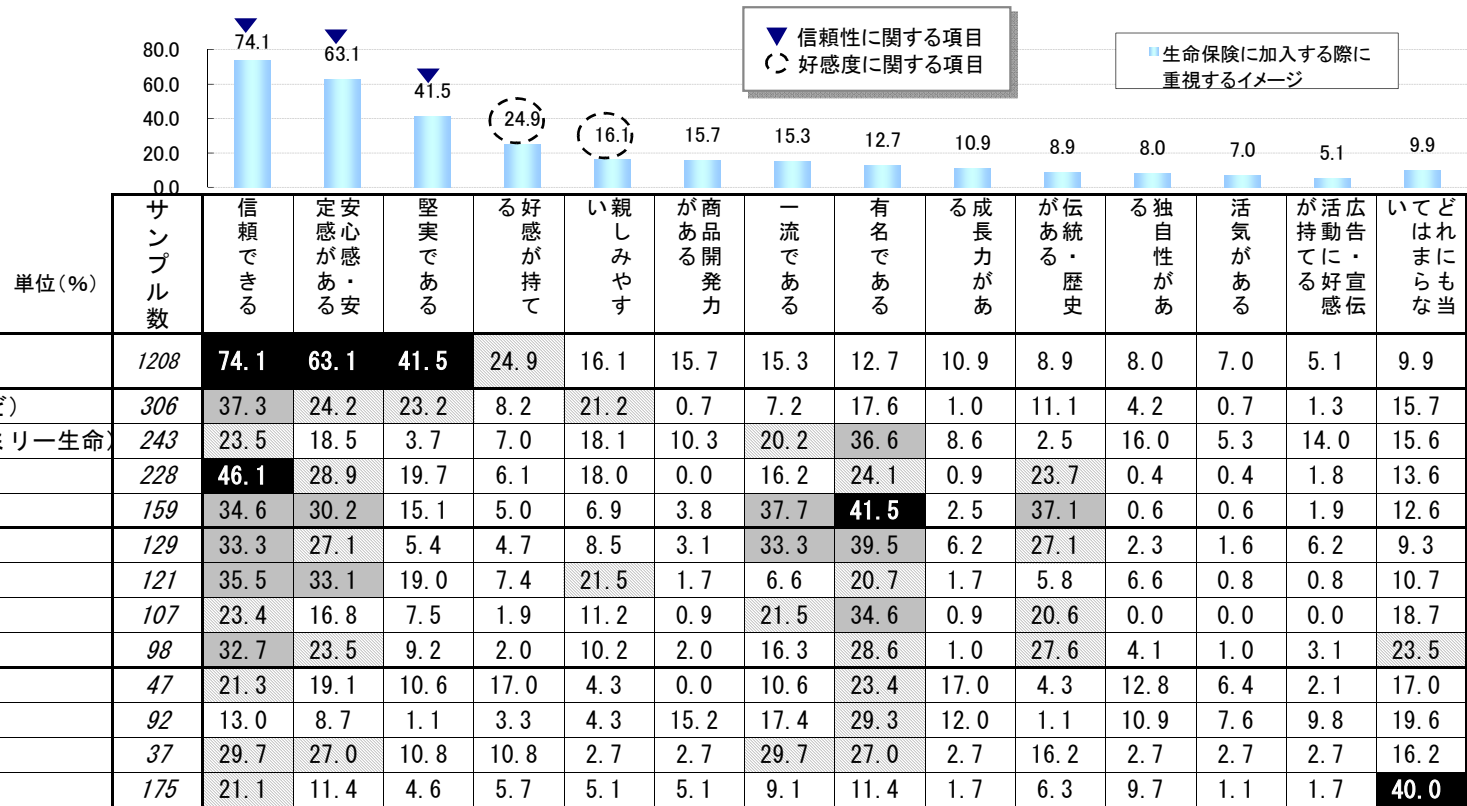 ▼ 信頼性に関する項目
好感度に関する項目
生命保険に加入する際に
重視するイメージ
80.0
60.0
40.0
20.0
0.0
74.1 63.1 41.5 24.9 16.1 15.7 15.3 12.7 10.9 8.9 8.0 7.0 5.1 9.9
単位(%)
サンプル数
信頼できる
安心感・安定感がある
堅実である
好感が持てる
親しみやすい
商品開発力がある
一流である
有名である
成長力がある
伝統・歴史がある
独自性がある
活気がある
広告・宣伝活動に好感が持てる
どれにも当てはまらない
1208 74.1 63.1 41.5 24.9 16.1 15.7 15.3 12.7 10.9 8.9 8.0 7.0 5.1 9.9
ど) 306 37.3 24.2 23.2 8.2 21.2 0.7 7.2 17.6 1.0 11.1 4.2 0.7 1.3 15.7
ミリー生命) 243 23.5 18.5 3.7 7.0 18.1 10.3 20.2 36.6 8.6 2.5 16.0 5.3 14.0 15.6
228 46.1 28.9 19.7 6.1 18.0 0.0 16.2 24.1 0.9 23.7 0.4 0.4 1.8 13.6
159 34.6 30.2 15.1 5.0 6.9 3.8 37.7 41.5 2.5 37.1 0.6 0.6 1.9 12.6
129 33.3 27.1 5.4 4.7 8.5 3.1 33.3 39.5 6.2 27.1 2.3 1.6 6.2 9.3
121 35.5 33.1 19.0 7.4 21.5 1.7 6.6 20.7 1.7 5.8 6.6 0.8 0.8 10.7
107 23.4 16.8 7.5 1.9 11.2 0.9 21.5 34.6 0.9 20.6 0.0 0.0 0.0 18.7
98 32.7 23.5 9.2 2.0 10.2 2.0 16.3 28.6 1.0 27.6 4.1 1.0 3.1 23.5
47 21.3 19.1 10.6 17.0 4.3 0.0 10.6 23.4 17.0 4.3 12.8 6.4 2.1 17.0
92 13.0 8.7 1.1 3.3 4.3 15.2 17.4 29.3 12.0 1.1 10.9 7.6 9.8 19.6
37 29.7 27.0 10.8 10.8 2.7 2.7 29.7 27.0 2.7 16.2 2.7 2.7 2.7 16.2
175 21.1 11.4 4.6 5.7 5.1 5.1 9.1 11.4 1.7 6.3 9.7 1.1 1.7 40.0